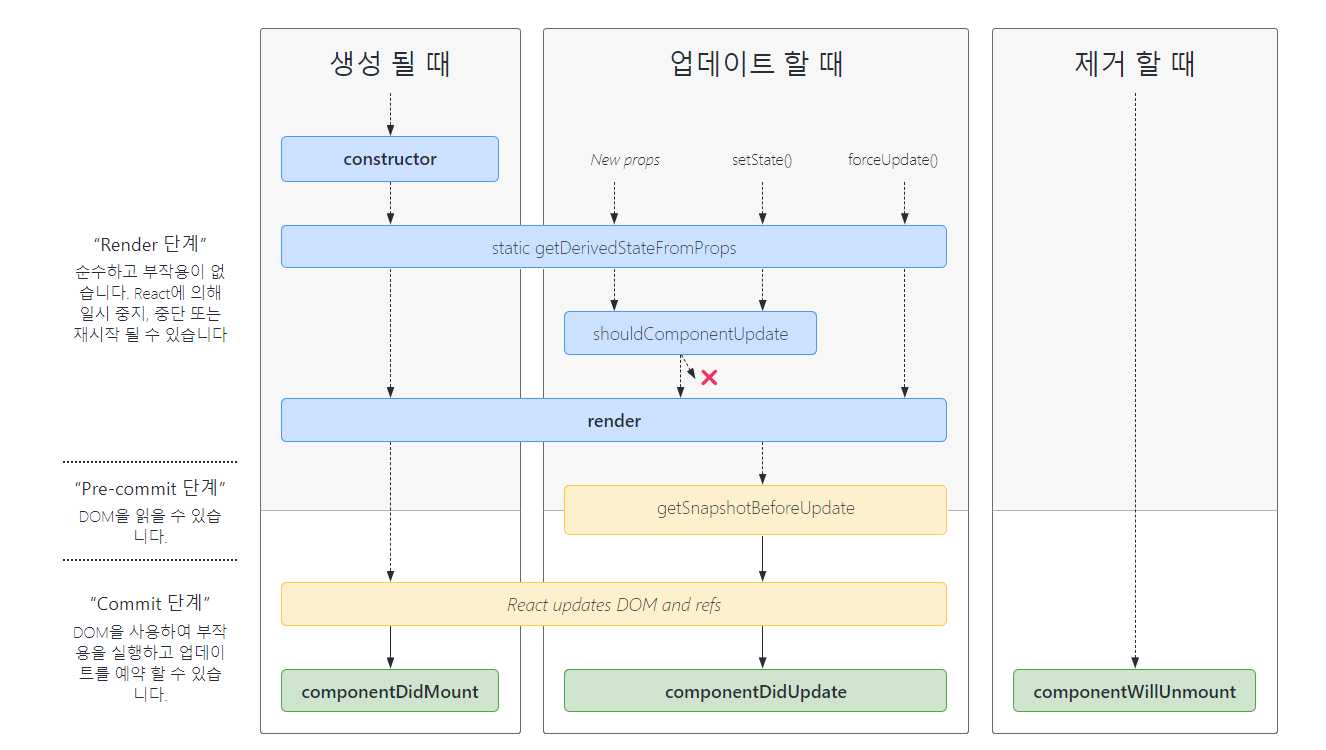 생성 될 때
업데이트 할 때
제거 할 때
constructor
New props
setState()
forceUpdate()
“Render 단계”
순수하고 부작용이 없
습니다. React에 의해
일시 중지, 중단 또는
재시작 될 수 있습니다
static getDerivedStateFromProps
shouldComponentUpdate
render
“Pre-commit 단계”
DOM을 읽을 수 있습
니다.
getSnapshotBeforeUpdate
“Commit 단계”
DOM을 사용하여 부작
용을 실행하고 업데이
트를 예약 할 수 있습
니다.
React updates DOM and refs
componentDidMount
componentDidUpdate
componentWillUnmount